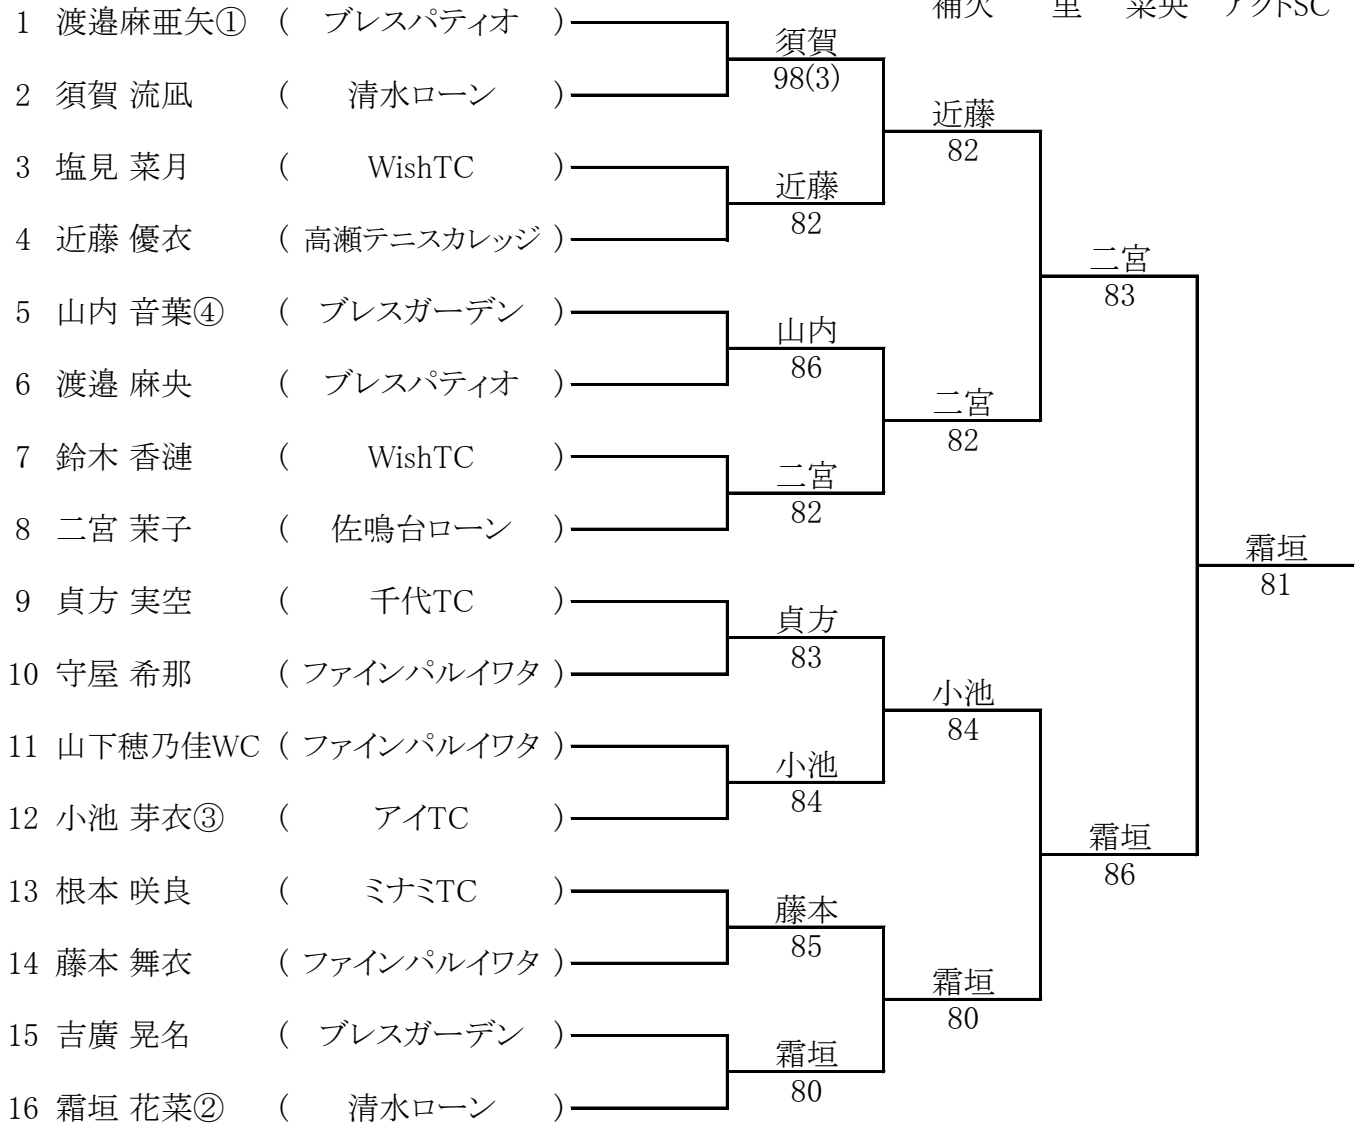 補欠 里 菜央 アクトSC
1 渡邉麻亜矢① ( ブレスパティオ )
須賀
98(3)
2 須賀 流凪 ( 清水ローン )
近藤
82
3 塩見 菜月 ( WishTC )
近藤
82
4 近藤 優衣 ( 高瀬テニスカレッジ )
二宮
83
5 山内 音葉④ ( ブレスガーデン )
山内
86
6 渡邉 麻央 ( ブレスパティオ )
二宮
82
7 鈴木 香漣 ( WishTC )
二宮
82
8 二宮 茉子 ( 佐鳴台ローン )
霜垣
81
9 貞方 実空 ( 千代TC )
貞方
83
10 守屋 希那 ( ファインパルイワタ )
小池
84
11 山下穂乃佳WC ( ファインパルイワタ )
小池
84
12 小池 芽衣③ ( アイTC )
霜垣
86
13 根本 咲良 ( ミナミTC )
藤本
85
14 藤本 舞衣 ( ファインパルイワタ )
霜垣
80
15 吉廣 晃名 ( ブレスガーデン )
霜垣
80
16 霜垣 花菜② ( 清水ローン )